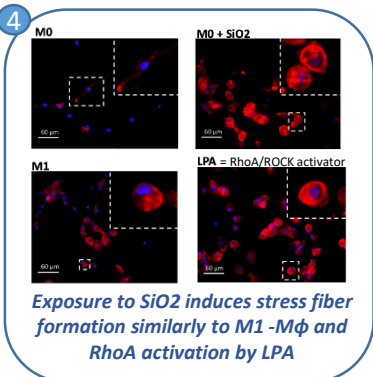 4
M0
M0 + SiO2
60 µm
60 µm
M1
LPA = RhoA/ROCK activator
60 µm
60 µm
Exposure to SiO2 induces stress fiber
formation similarly to M1 -Mϕ and
RhoA activation by LPA